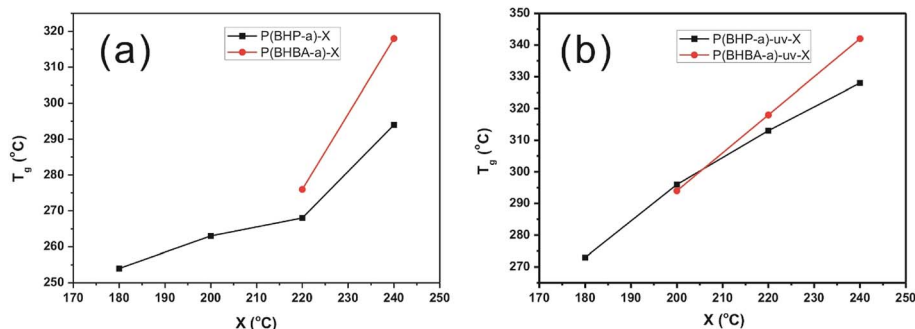 (a)
P(BHP-a)-X
P(BHBA-a)-X
320
310
300
290
280
270
260
250
Tg (°C)
170 180 190 200 210 220 230 240 250
X (°C)
(b)
P(BHP-a)-uv-X
P(BHBA-a)-uv-X
350
340
330
320
310
300
290
280
270
Tg (°C)
170 180 190 200 210 220 230 240 250
X (°C)